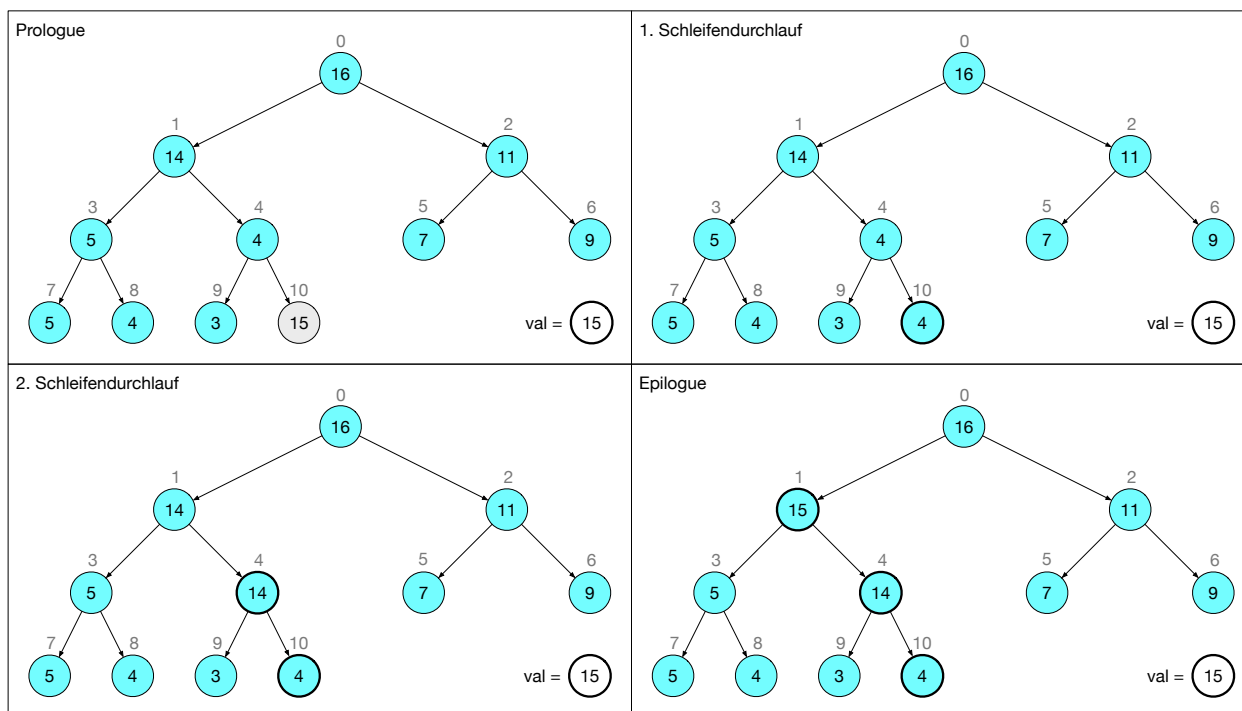 Prologue
0
16
1 2
14 11
3 4 5 6
5 4 7 9
7 8 9 10
5 4 3 15 val = 15
1. Schleifendurchlauf
0
16
1 2
14 11
3 4 5 6
5 4 7 9
7 8 9 10
5 4 3 4 val = 15
2. Schleifendurchlauf
0
16
1 2
14 11
3 4 5 6
5 14 7 9
7 8 9 10
5 4 3 4 val = 15
Epilogue
0
16
1 2
15 11
3 4 5 6
5 14 7 9
7 8 9 10
5 4 3 4 val = 15